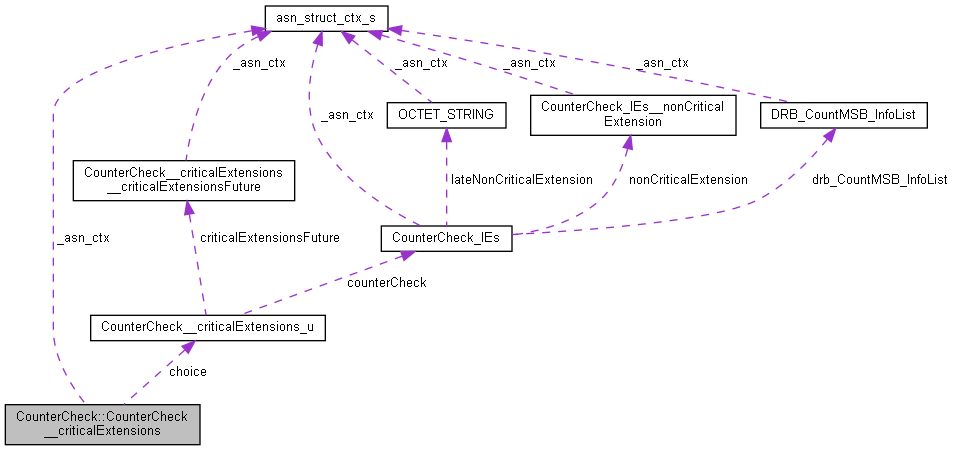 asn_struct_ctx_s
_asn_ctx
_asn_ctx
_asn_ctx
_asn_ctx
CounterCheck_IEs__nonCritical
Extension
OCTET_STRING
DRB_CountMSB_InfoList
_asn_ctx
CounterCheck__criticalExtensions
__criticalExtensionsFuture
lateNonCriticalExtension
nonCriticalExtension
drb_CountMSB_InfoList
_asn_ctx
criticalExtensionsFuture
CounterCheck_IEs
counterCheck
CounterCheck__criticalExtensions_u
choice
CounterCheck::CounterCheck
__criticalExtensions